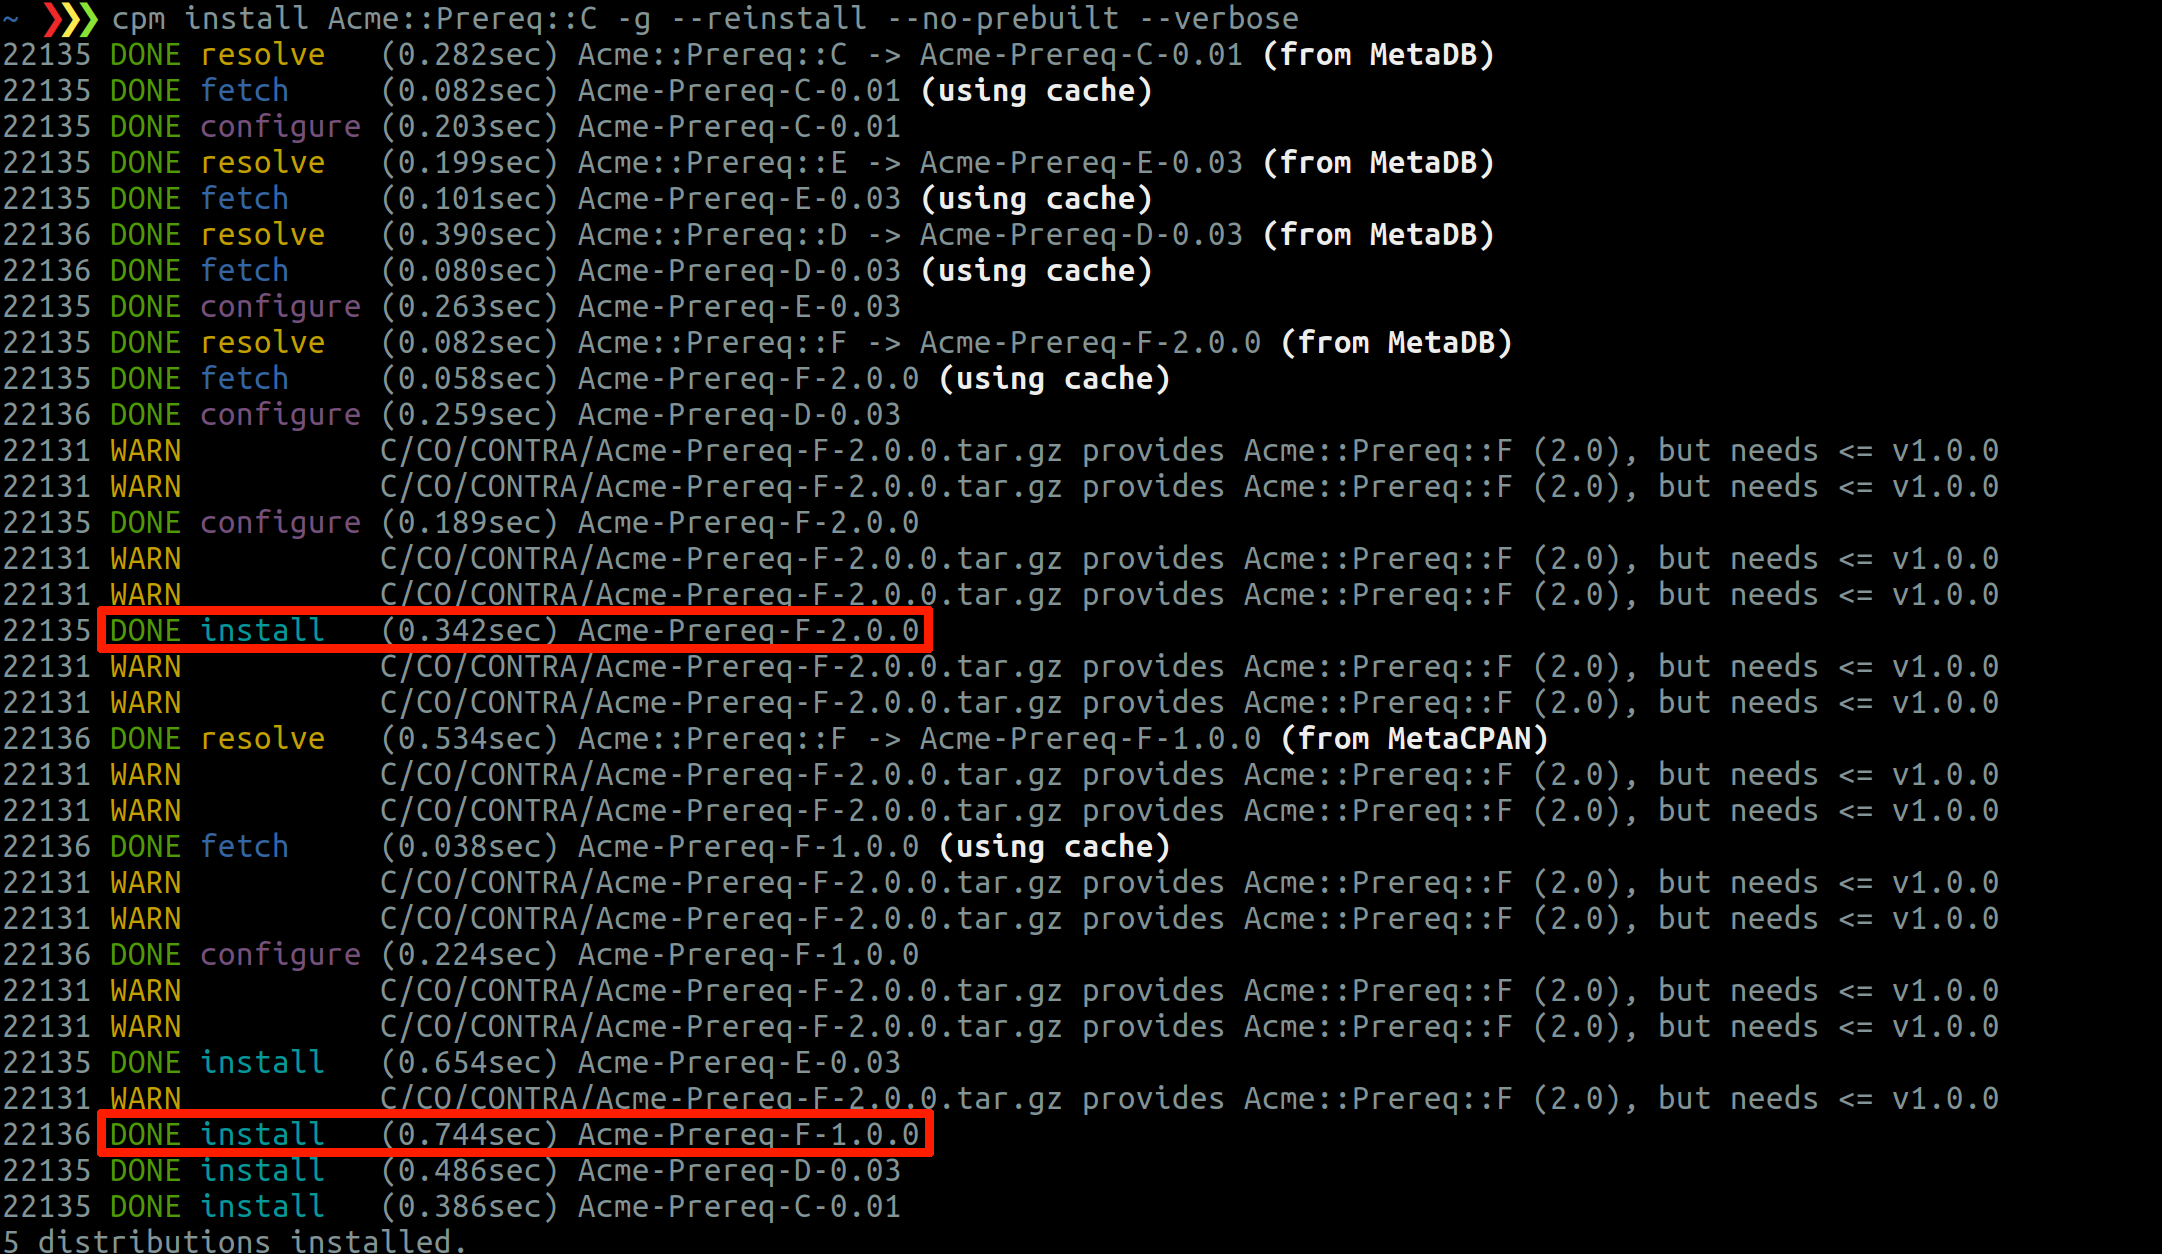 ~ ❯❯❯ cpm install Acme::Prereq::C -g --reinstall --no-prebuilt --verbose
22135 DONE resolve   (0.282sec) Acme::Prereq::C -> Acme-Prereq-C-0.01 (from MetaDB)
22135 DONE fetch     (0.082sec) Acme-Prereq-C-0.01 (using cache)
22135 DONE configure (0.203sec) Acme-Prereq-C-0.01
22135 DONE resolve   (0.199sec) Acme::Prereq::E -> Acme-Prereq-E-0.03 (from MetaDB)
22135 DONE fetch     (0.101sec) Acme-Prereq-E-0.03 (using cache)
22136 DONE resolve   (0.390sec) Acme::Prereq::D -> Acme-Prereq-D-0.03 (from MetaDB)
22136 DONE fetch     (0.080sec) Acme-Prereq-D-0.03 (using cache)
22135 DONE configure (0.263sec) Acme-Prereq-E-0.03
22135 DONE resolve   (0.082sec) Acme::Prereq::F -> Acme-Prereq-F-2.0.0 (from MetaDB)
22135 DONE fetch     (0.058sec) Acme-Prereq-F-2.0.0 (using cache)
22136 DONE configure (0.259sec) Acme-Prereq-D-0.03
22131 WARN           C/CO/CONTRA/Acme-Prereq-F-2.0.0.tar.gz provides Acme::Prereq::F (2.0), but needs <= v1.0.0
22131 WARN           C/CO/CONTRA/Acme-Prereq-F-2.0.0.tar.gz provides Acme::Prereq::F (2.0), but needs <= v1.0.0
22135 DONE configure (0.189sec) Acme-Prereq-F-2.0.0
22131 WARN           C/CO/CONTRA/Acme-Prereq-F-2.0.0.tar.gz provides Acme::Prereq::F (2.0), but needs <= v1.0.0
22131 WARN           C/CO/CONTRA/Acme-Prereq-F-2.0.0.tar.gz provides Acme::Prereq::F (2.0), but needs <= v1.0.0
22135 DONE install   (0.342sec) Acme-Prereq-F-2.0.0
22131 WARN           C/CO/CONTRA/Acme-Prereq-F-2.0.0.tar.gz provides Acme::Prereq::F (2.0), but needs <= v1.0.0
22131 WARN           C/CO/CONTRA/Acme-Prereq-F-2.0.0.tar.gz provides Acme::Prereq::F (2.0), but needs <= v1.0.0
22136 DONE resolve   (0.534sec) Acme::Prereq::F -> Acme-Prereq-F-1.0.0 (from MetaCPAN)
22131 WARN           C/CO/CONTRA/Acme-Prereq-F-2.0.0.tar.gz provides Acme::Prereq::F (2.0), but needs <= v1.0.0
22131 WARN           C/CO/CONTRA/Acme-Prereq-F-2.0.0.tar.gz provides Acme::Prereq::F (2.0), but needs <= v1.0.0
22136 DONE fetch     (0.038sec) Acme-Prereq-F-1.0.0 (using cache)
22131 WARN           C/CO/CONTRA/Acme-Prereq-F-2.0.0.tar.gz provides Acme::Prereq::F (2.0), but needs <= v1.0.0
22131 WARN           C/CO/CONTRA/Acme-Prereq-F-2.0.0.tar.gz provides Acme::Prereq::F (2.0), but needs <= v1.0.0
22136 DONE configure (0.224sec) Acme-Prereq-F-1.0.0
22131 WARN           C/CO/CONTRA/Acme-Prereq-F-2.0.0.tar.gz provides Acme::Prereq::F (2.0), but needs <= v1.0.0
22131 WARN           C/CO/CONTRA/Acme-Prereq-F-2.0.0.tar.gz provides Acme::Prereq::F (2.0), but needs <= v1.0.0
22135 DONE install   (0.654sec) Acme-Prereq-E-0.03
22131 WARN           C/CO/CONTRA/Acme-Prereq-F-2.0.0.tar.gz provides Acme::Prereq::F (2.0), but needs <= v1.0.0
22136 DONE install   (0.744sec) Acme-Prereq-F-1.0.0
22135 DONE install   (0.486sec) Acme-Prereq-D-0.03
22135 DONE install   (0.386sec) Acme-Prereq-C-0.01
5 distributions installed.